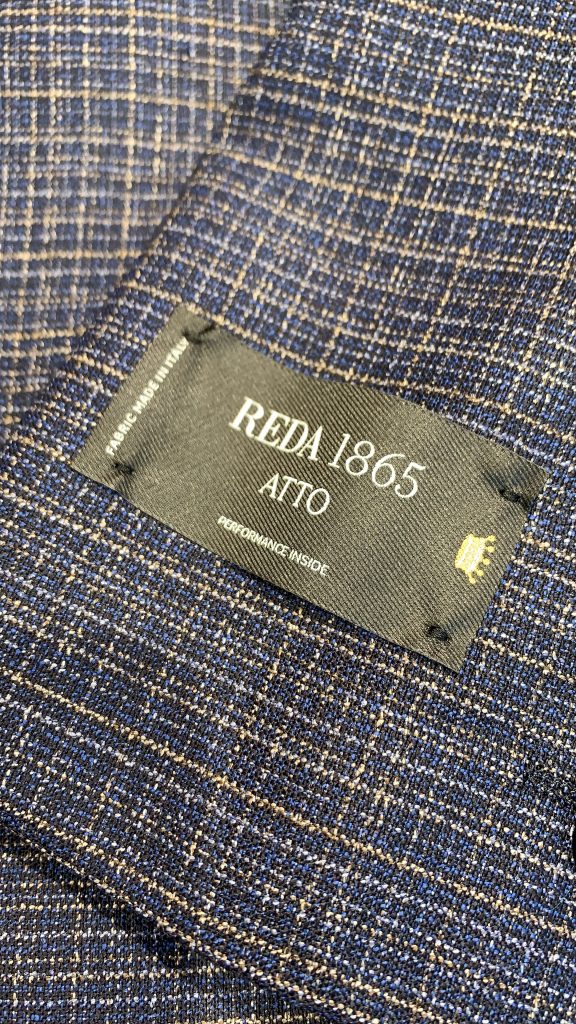 FABRIC MADE IN ITALY
REDA 1865
ATTO
PERFORMANCE INSIDE